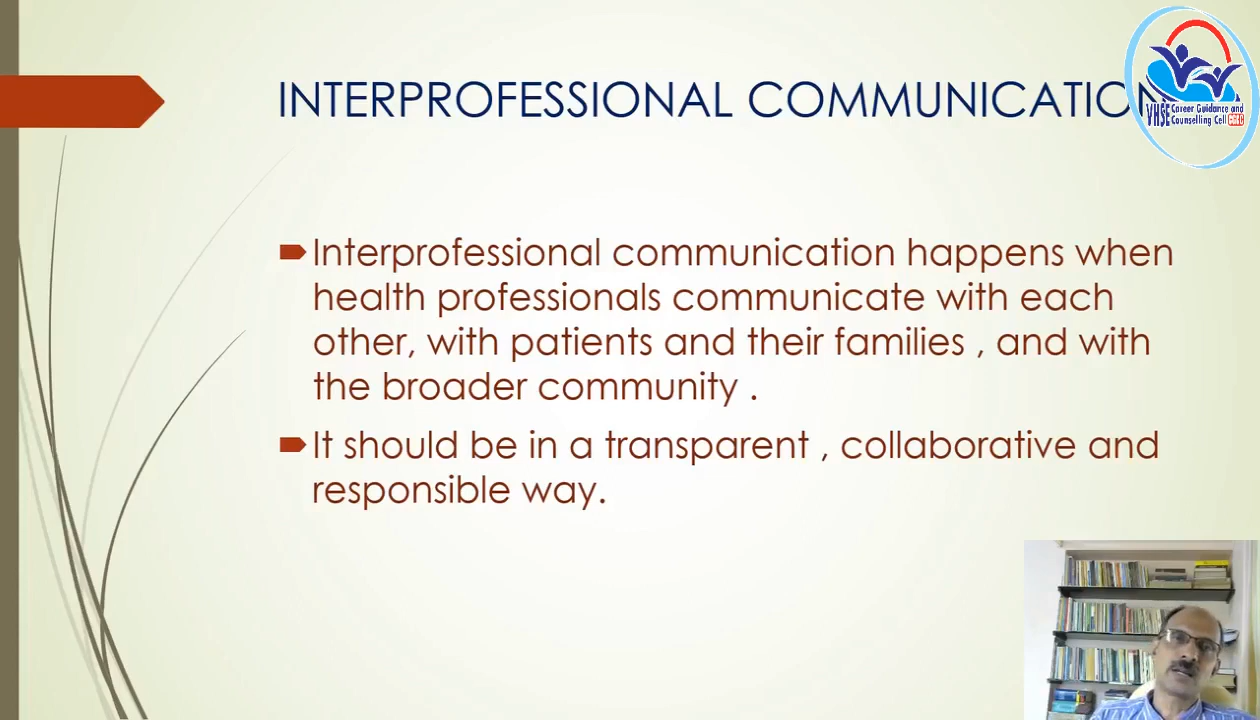 INTERPROFESSIONAL COMMUNICATION
VHSE Career Guidance and
Counselling Cell CGCC
Interprofessional communication happens when
health professionals communicate with each
other, with patients and their families , and with
the broader community .
It should be in a transparent , collaborative and
responsible way.